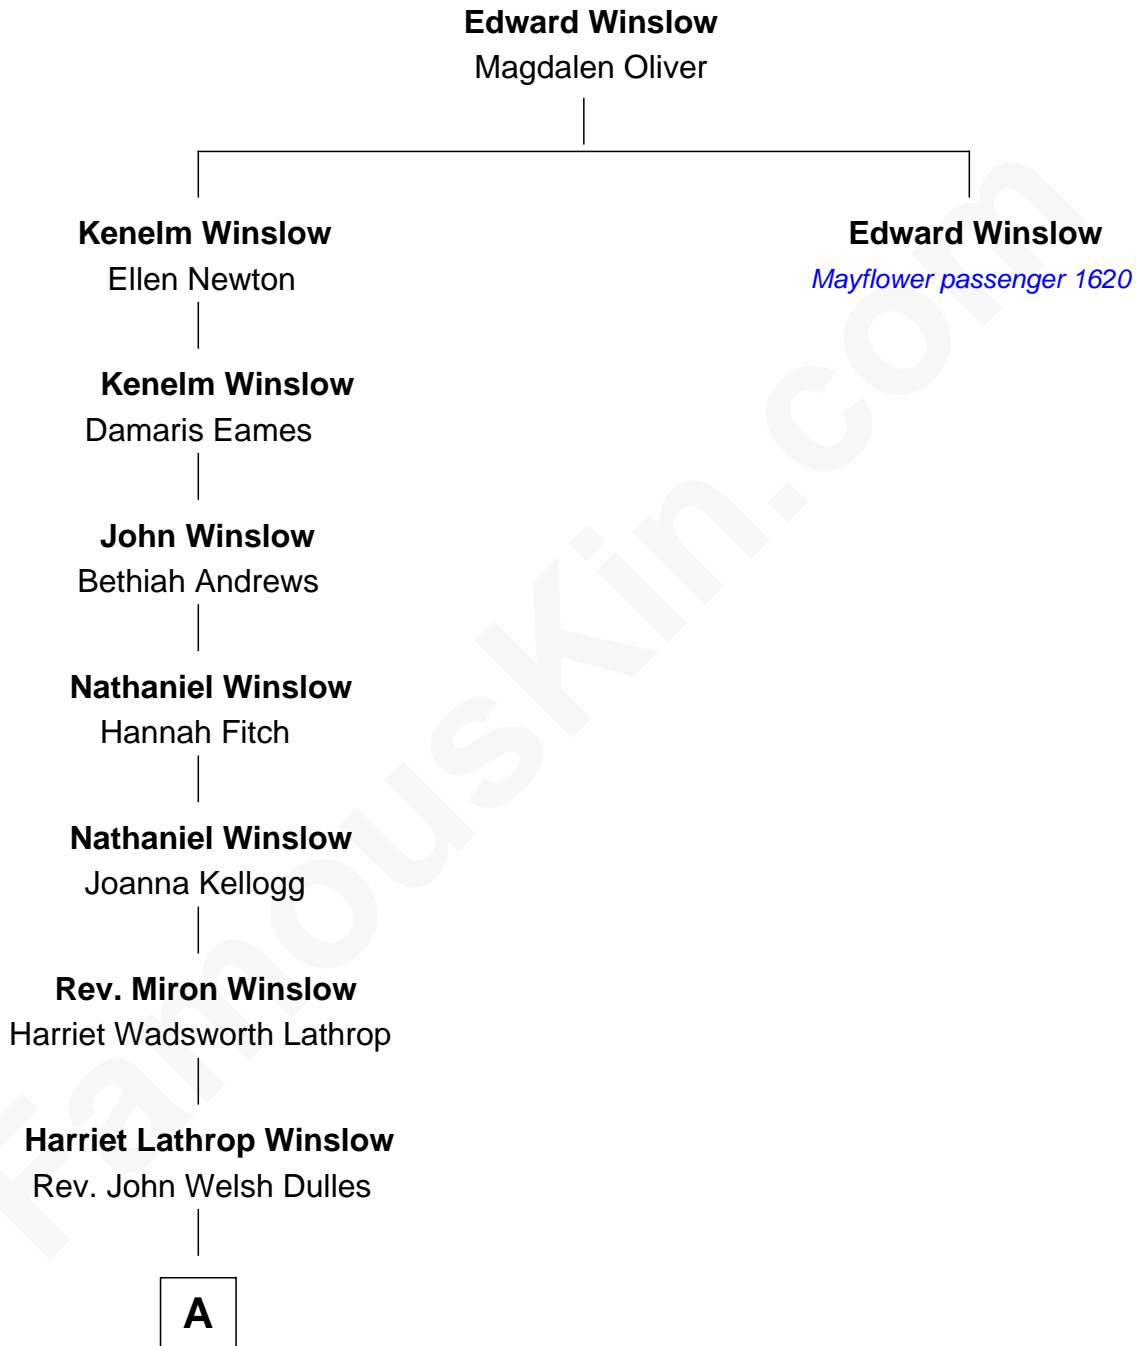 Edward Winslow
Magdalen Oliver
Kenelm Winslow
Ellen Newton
Edward Winslow
Mayflower passenger 1620
Kenelm Winslow
Damaris Eames
John Winslow
Bethiah Andrews
Nathaniel Winslow
Hannah Fitch
Nathaniel Winslow
Joanna Kellogg
Rev. Miron Winslow
Harriet Wadsworth Lathrop
Harriet Lathrop Winslow
Rev. John Welsh Dulles
A
FamousKin.com